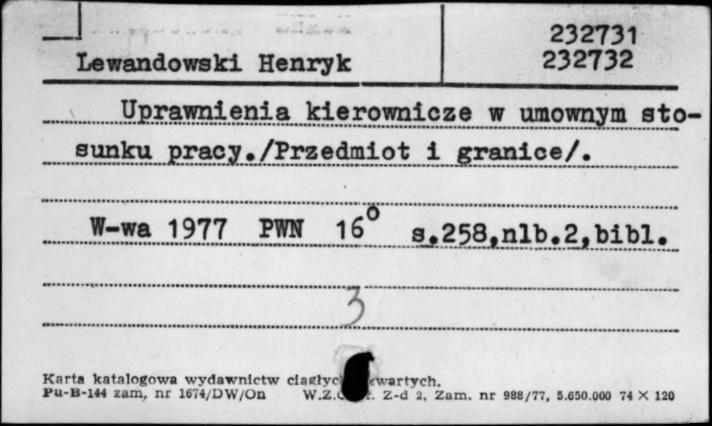 232731
Lewandowski Henryk 232732
Uprawnienia kierownicze w umownym sto-
sunku pracy./Przedmiot i granice/.
W-wa 1977 PWN 16° s.258,nlb.2,bibl.
3
Karta katalogowa wydawnictw ciągłyc wartych.
Pu-B-144 zam. nr 1674/DW/On W.Z. Z-d 2, Zam. nr 988/77, 5.650.000 74 X 120